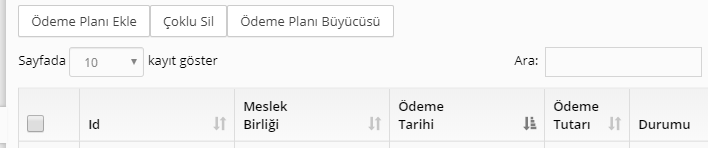 Ödeme Planı Ekle Çoklu Sil Ödeme Planı Büyücüsü
Sayfada 10 kayıt göster Ara:
Id Meslek Birliği Ödeme Tarihi Ödeme Tutarı Durumu